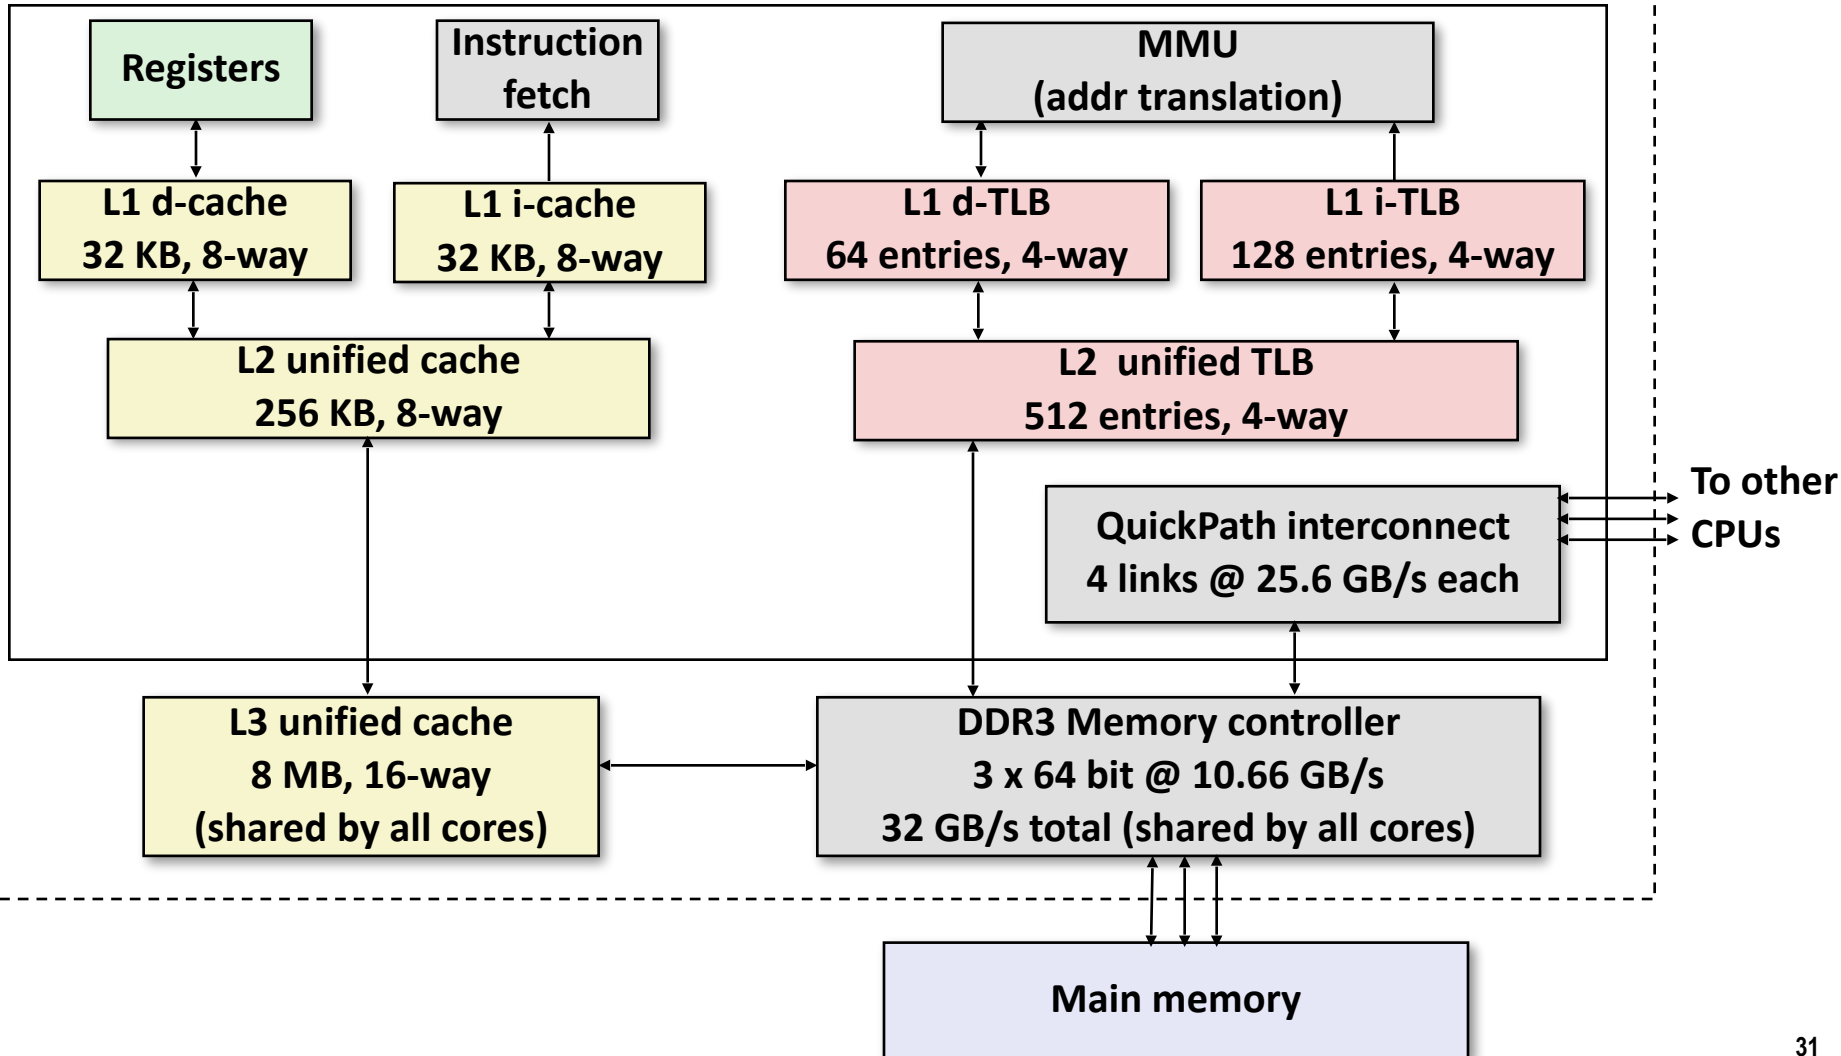 Registers
Instruction
fetch
MMU
(addr translation)
L1 d-cache
32 KB, 8-way
L1 i-cache
32 KB, 8-way
L1 d-TLB
64 entries, 4-way
L1 i-TLB
128 entries, 4-way
L2 unified cache
256 KB, 8-way
L2  unified TLB
512 entries, 4-way
QuickPath interconnect
4 links @ 25.6 GB/s each
To other
CPUs
L3 unified cache
8 MB, 16-way
(shared by all cores)
DDR3 Memory controller
3 x 64 bit @ 10.66 GB/s
32 GB/s total (shared by all cores)
Main memory
31